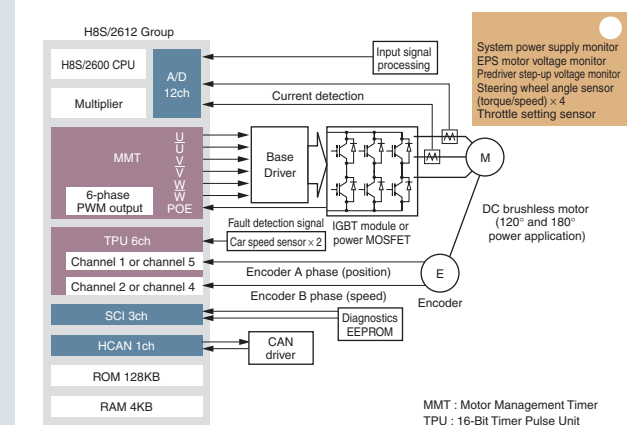 H8S/2612 Group
H8S/2600 CPU
Multiplier
A/D
12ch
Input signal
processing
Current detection
System power supply monitor
EPS motor voltage monitor
Predriver step-up voltage monitor
Steering wheel angle sensor
(torque/speed) × 4
Throttle setting sensor
MMT
6-phase
PWM output
U
U
V
V
W
W
POE
Base
Driver
IGBT module or
power MOSFET
M
DC brushless motor
(120° and 180°
power application)
Fault detection signal
TPU 6ch
Car speed sensor × 2
Channel 1 or channel 5
Encoder A phase (position)
Channel 2 or channel 4
Encoder B phase (speed)
E
Encoder
SCI 3ch
Diagnostics
EEPROM
HCAN 1ch
CAN
driver
ROM 128KB
RAM 4KB
MMT : Motor Management Timer
TPU : 16-Bit Timer Pulse Unit